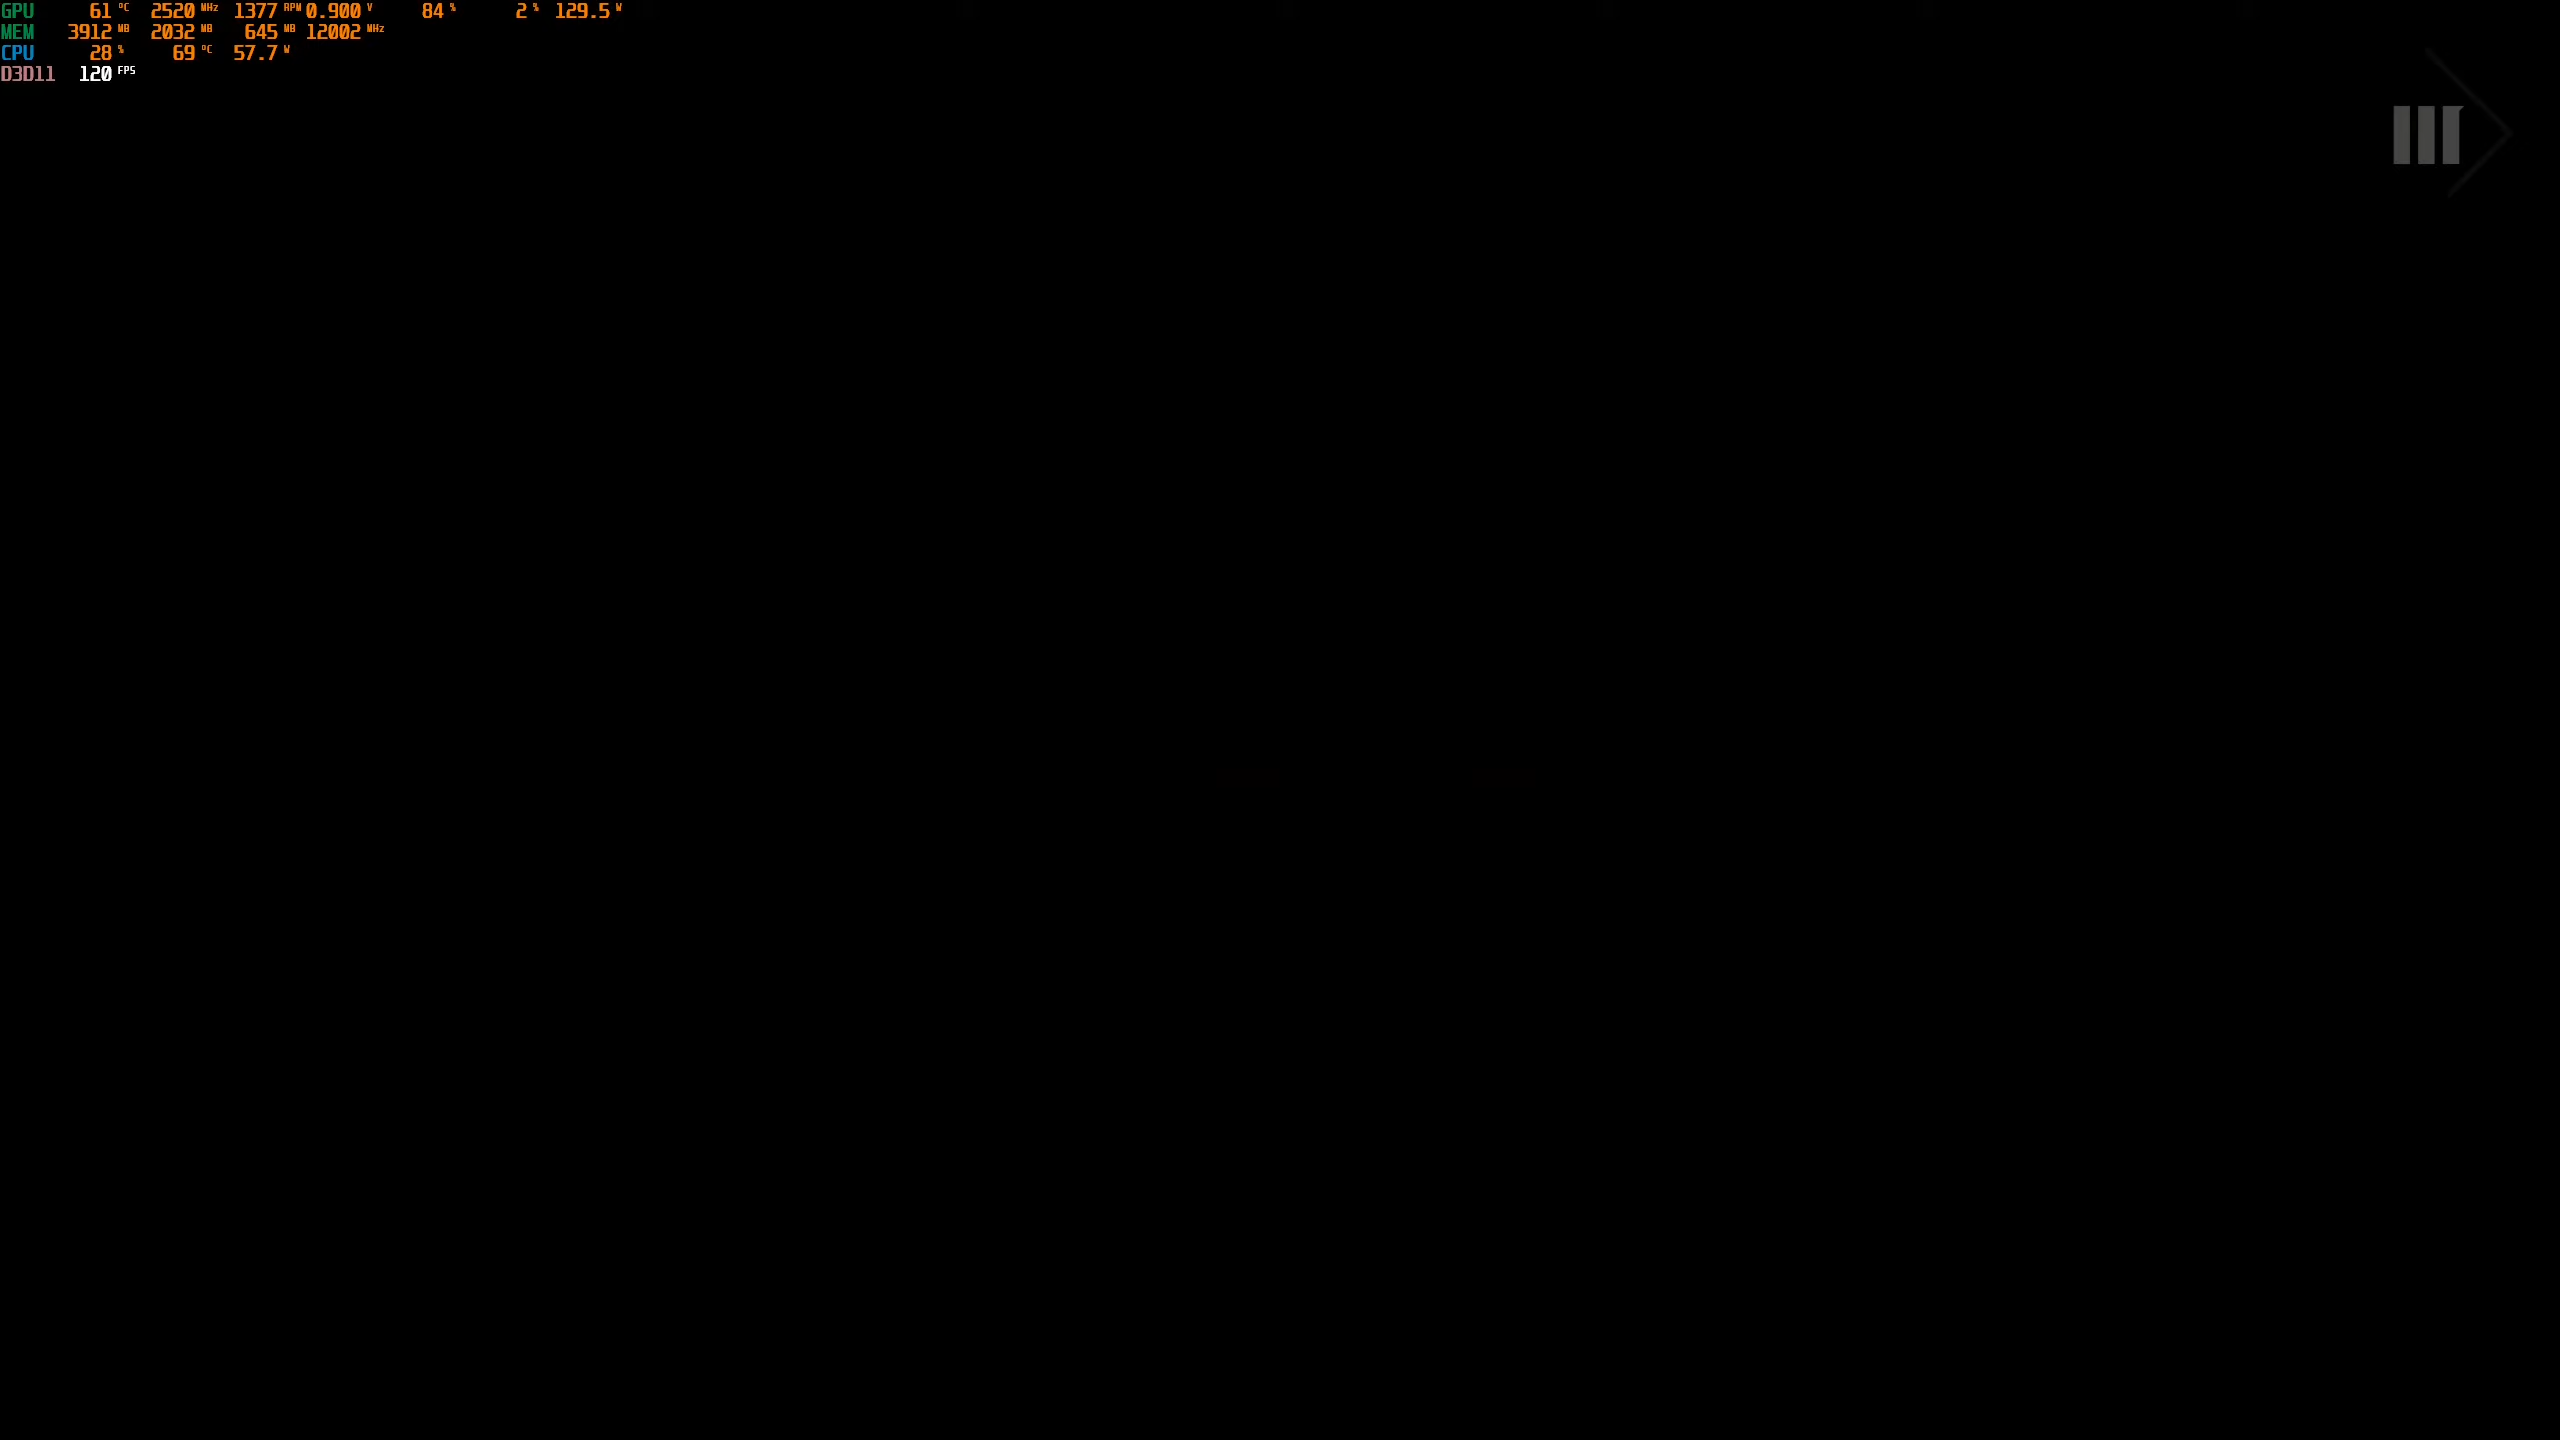 GPU 61 °C 2520 MHz 1377 RPM 0.900 V 84 % 2 % 129.5 W
MEM 3912 MB 2032 MB 645 MB 12002 MHz
CPU 28 % 69 °C 57.7 W
D3D11 120 FPS